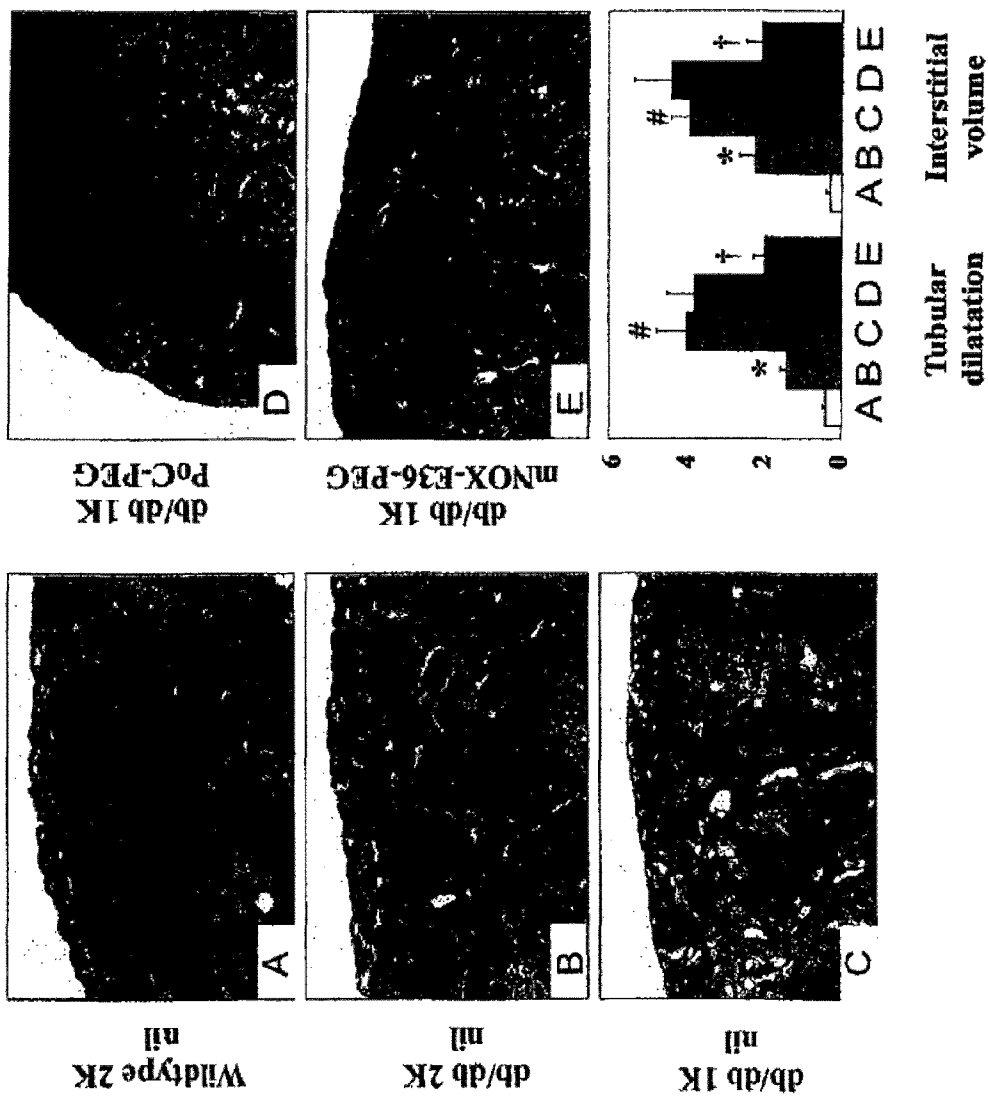 Wildtype 2K
nil
A
db/db 2K
nil
B
db/db 1K
nil
C
db/db 1K
PoC-PEG
D
db/db 1K
mNOX-E36-PEG
E
6
4
2
0
*
#
†
*
#
†
A B C D E
A B C D E
Tubular
dilatation
Interstitial
volume